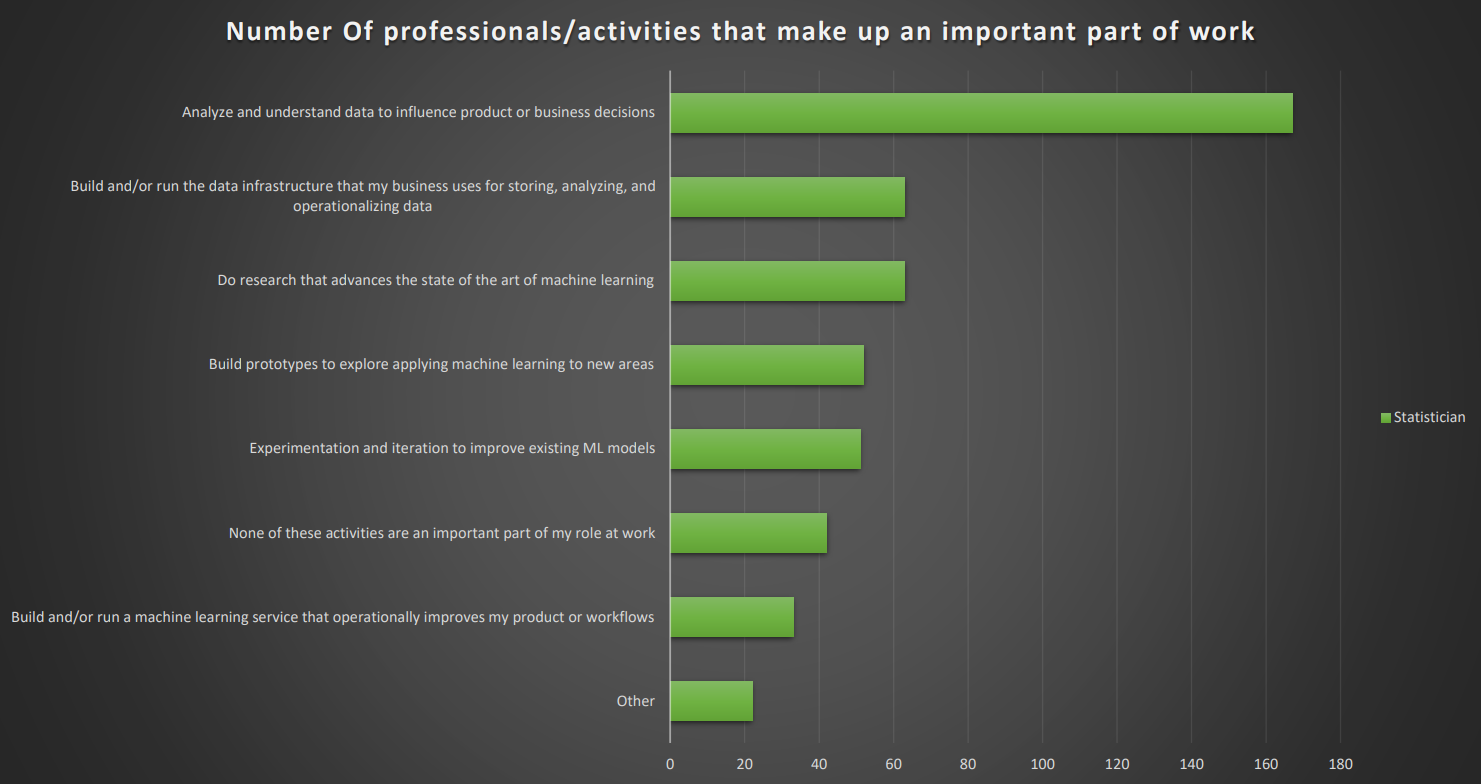 Number Of professionals/activities that make up an important part of work
Analyze and understand data to influence product or business decisions
Build and/or run the data infrastructure that my business uses for storing, analyzing, and
operationalizing data
Do research that advances the state of the art of machine learning
Build prototypes to explore applying machine learning to new areas
Experimentation and iteration to improve existing ML models
None of these activities are an important part of my role at work
Build and/or run a machine learning service that operationally improves my product or workflows
Other
0 20 40 60 80 100 120 140 160 180
Statistician